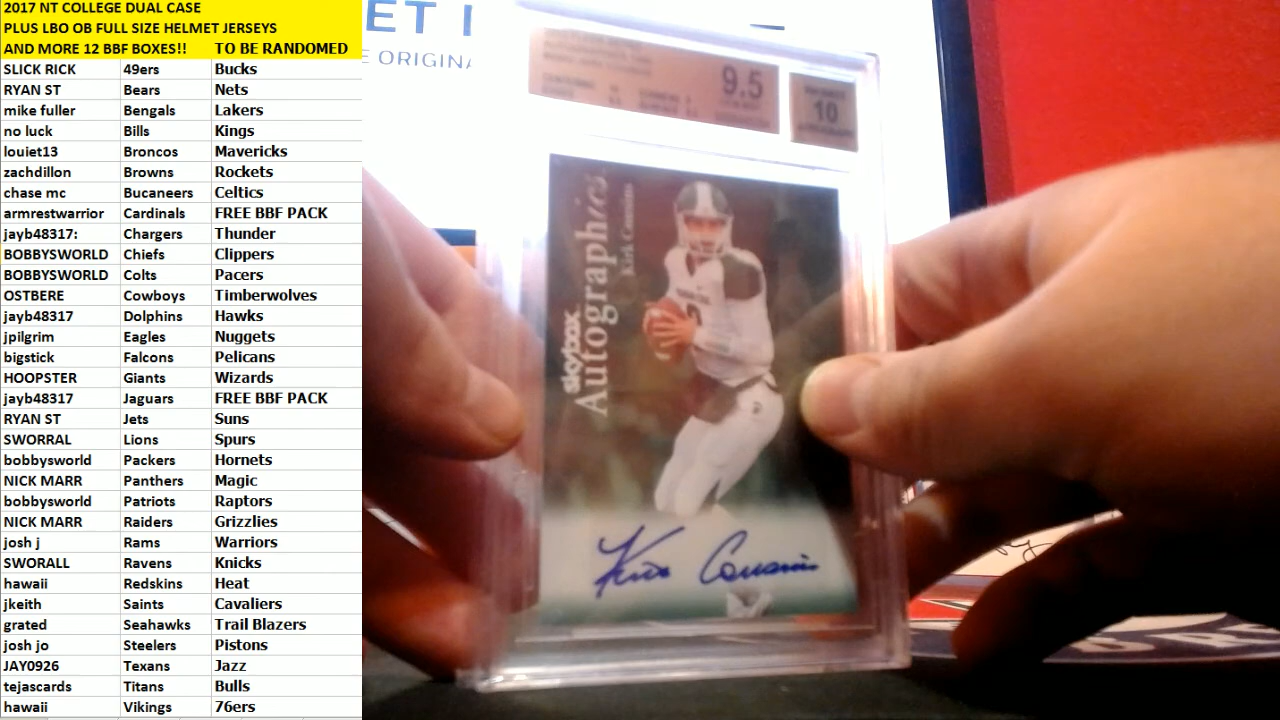 2017 NT COLLEGE DUAL CASE
PLUS LBO OB FULL SIZE HELMET JERSEYS
AND MORE 12 BBF BOXES!! TO BE RANDOMED
SLICK RICK 49ers Bucks
RYAN ST Bears Nets
mike fuller Bengals Lakers
no luck Bills Kings
louiet13 Broncos Mavericks
zachdillon Browns Rockets
chase mc Bucaneers Celtics
armrestwarrior Cardinals FREE BBF PACK
jayb48317: Chargers Thunder
BOBBYSWORLD Chiefs Clippers
BOBBYSWORLD Colts Pacers
OSTBERE Cowboys Timberwolves
jayb48317 Dolphins Hawks
jpilgrim Eagles Nuggets
bigstick Falcons Pelicans
HOOPSTER Giants Wizards
jayb48317 Jaguars FREE BBF PACK
RYAN ST Jets Suns
SWORRAL Lions Spurs
bobbysworld Packers Hornets
NICK MARR Panthers Magic
bobbysworld Patriots Raptors
NICK MARR Raiders Grizzlies
josh j Rams Warriors
SWORALL Ravens Knicks
hawaii Redskins Heat
jkeith Saints Cavaliers
grated Seahawks Trail Blazers
josh jo Steelers Pistons
JAY0926 Texans Jazz
tejascards Titans Bulls
hawaii Vikings 76ers
ET
E ORIGINA
9.5
10
skybox
Autographics
Kirk Cousins
Kirk Cousins